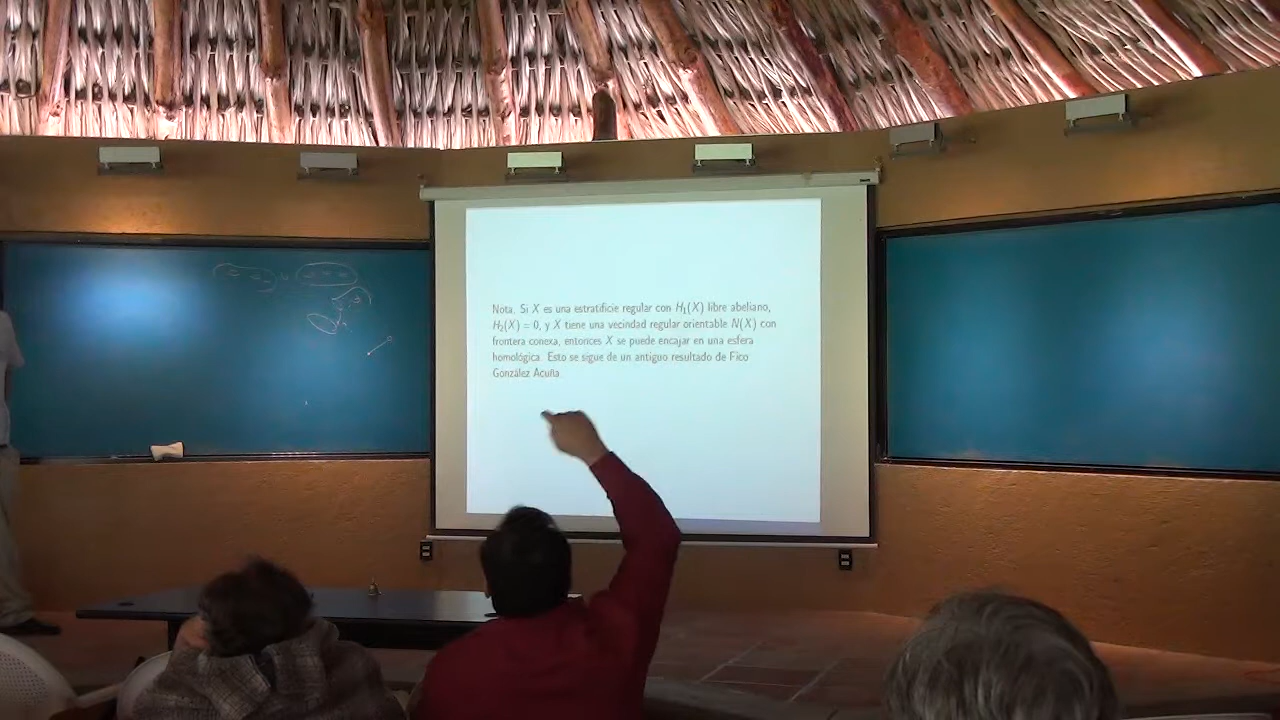 Nota. Si X es una estratificie regular con H₁(X) libre abeliano,
H₂(X) = 0, y X tiene una vecindad regular orientable N(X) con
frontera conexa, entonces X se puede encajar en una esfera
homológica. Esto se sigue de un antiguo resultado de Fico
González Acuña.